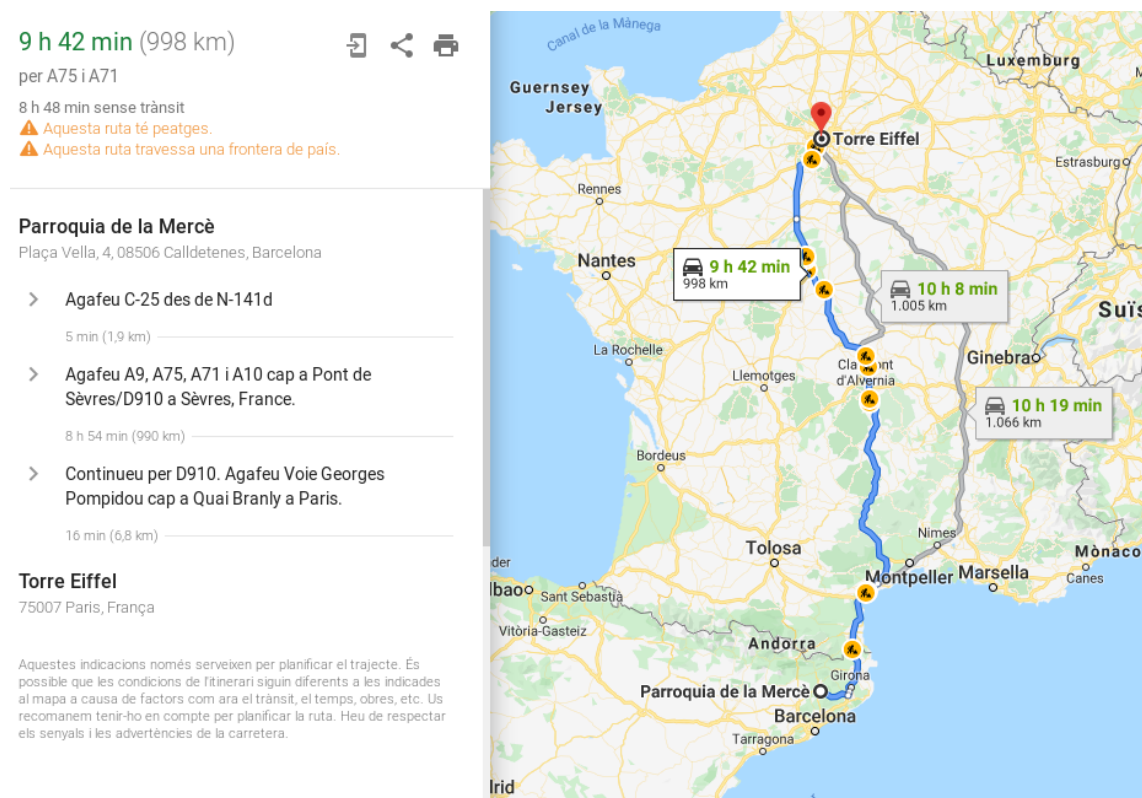 9 h 42 min (998 km)
per A75 i A71
8 h 48 min sense trànsit
Aquesta ruta té peatges.
Aquesta ruta travessa una frontera de país.
Parroquia de la Mercè
Plaça Vella, 4, 08506 Calldetenes, Barcelona
Agafeu C-25 des de N-141d
5 min (1,9 km)
Agafeu A9, A75, A71 i A10 cap a Pont de
Sèvres/D910 a Sèvres, France.
8 h 54 min (990 km)
Continueu per D910. Agafeu Voie Georges
Pompidou cap a Quai Branly a Paris.
16 min (6,8 km)
Torre Eiffel
75007 Paris, França
Aquestes indicacions només serveixen per planificar el trajecte. És
possible que les condicions de l'itinerari siguin diferents a les indicades
al mapa a causa de factors com ara el trànsit, el temps, obres, etc. Us
recomanem tenir-ho en compte per planificar la ruta. Heu de respectar
els senyals i les advertències de la carretera.
Canal de la Mànega
Luxemburg
Guernsey
Jersey
Torre Eiffel
Estrasburg
Rennes
Nantes
9 h 42 min
998 km
10 h 8 min
1.005 km
Suïs
La Rochelle
Ginebra
d'Alvernia
Llemotges
10 h 19 min
1.066 km
Bordeus
Nimes
Tolosa
Mònaco
Montpeller
Marsella
Canes
der
lbao
Sant Sebastià
Vitòria-Gasteiz
Andorra
Girona
Parroquia de la Mercè
Barcelona
Tarragona
lrid